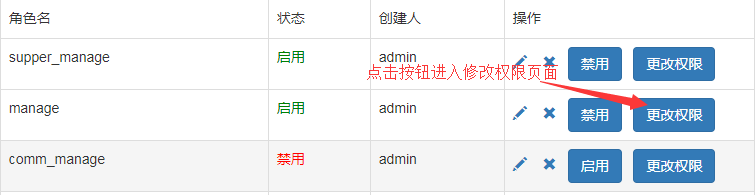 角色名 状态 创建人 操作
supper_manage 启用 admin 禁用 更改权限
点击按钮进入修改权限页面
manage 启用 admin 禁用 更改权限
comm_manage 禁用 admin 启用 更改权限